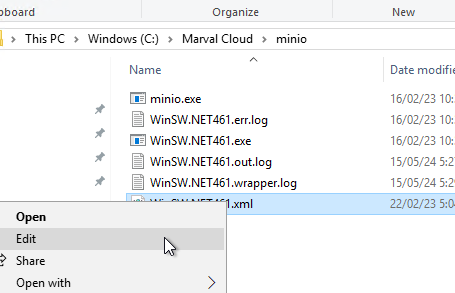 pboard Organize New
This PC > Windows (C:) > Marval Cloud > minio
Name Date modifie
minio.exe 16/02/23 10:
WinSW.NET461.err.log 16/02/23 10:
WinSW.NET461.exe 16/02/23 10:
WinSW.NET461.out.log 15/05/24 5:2
WinSW.NET461.wrapper.log 15/05/24 5:29
WinSW.NET461.xml 22/02/23 5:04
Open
Edit
Share
Open with